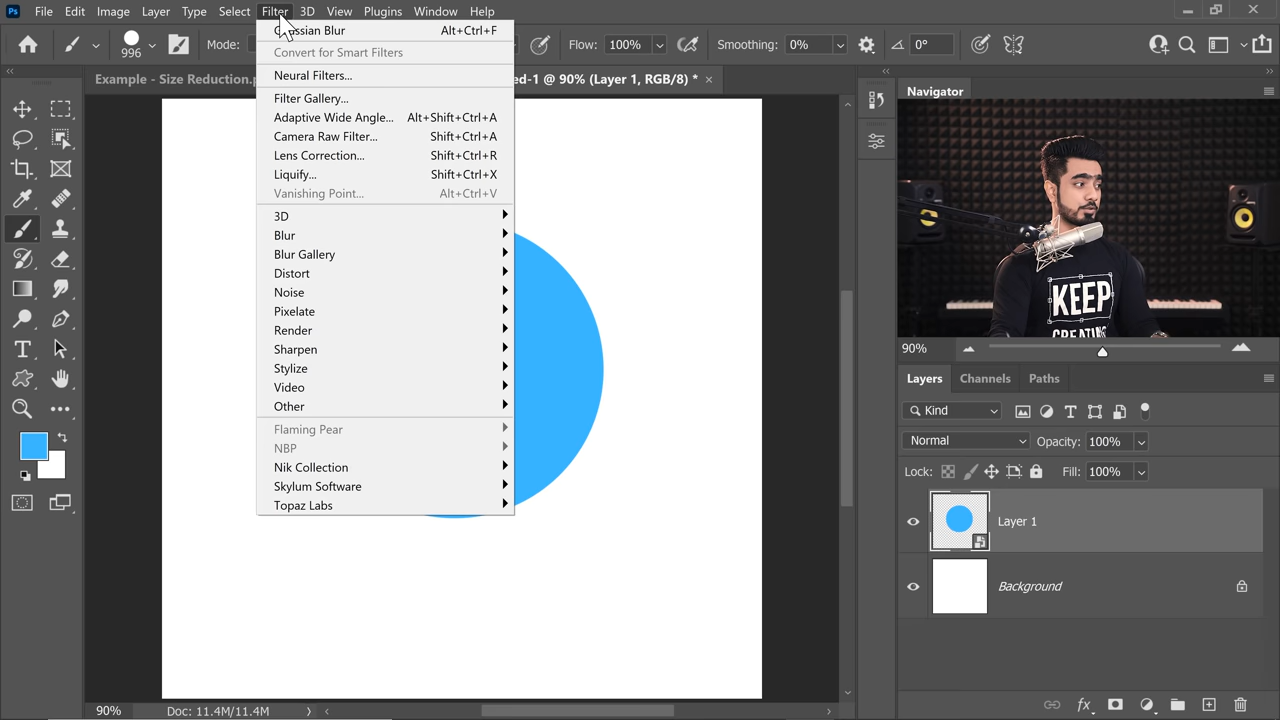 Ps File Edit Image Layer Type Select Filter 3D View Plugins Window Help
996 Mode: Flow: 100% Smoothing: 0% 0°
Example - Size Reduction.p ed-1 @ 90% (Layer 1, RGB/8) *
Gaussian Blur Alt+Ctrl+F
Convert for Smart Filters
Neural Filters...
Filter Gallery...
Adaptive Wide Angle... Alt+Shift+Ctrl+A
Camera Raw Filter... Shift+Ctrl+A
Lens Correction... Shift+Ctrl+R
Liquify... Shift+Ctrl+X
Vanishing Point... Alt+Ctrl+V
3D
Blur
Blur Gallery
Distort
Noise
Pixelate
Render
Sharpen
Stylize
Video
Other
Flaming Pear
NBP
Nik Collection
Skylum Software
Topaz Labs
Navigator
KEEP
CREATING
90%
Layers Channels Paths
Kind
Normal Opacity: 100%
Lock: Fill: 100%
Layer 1
Background
90% Doc: 11.4M/11.4M